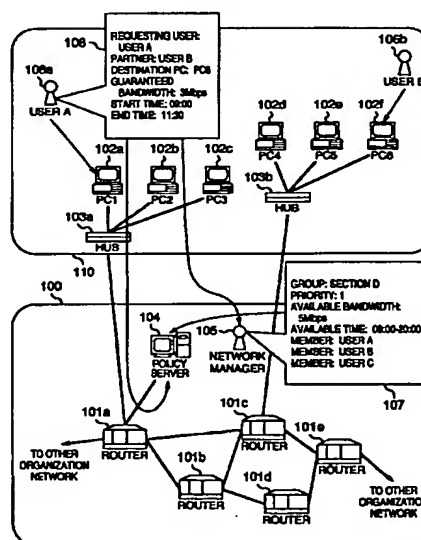 106
REQUESTING USER:
USER A
PARTNER: USER B
DESTINATION PC: PC6
GUARANTEED
BANDWIDTH: 3Mbps
START TIME: 09:00
END TIME: 11:30
106a
USER A
106b
USER B
102a
PC1
102b
PC2
102c
PC3
102d
PC4
102e
PC5
102f
PC6
103a
HUB
103b
HUB
110
100
GROUP: SECTION D
PRIORITY: 1
AVAILABLE BANDWIDTH:
5Mbps
AVAILABLE TIME: 08:00-20:00
MEMBER: USER A
MEMBER: USER B
MEMBER: USER C
107
104
POLICY
SERVER
105
NETWORK
MANAGER
101a
ROUTER
101b
ROUTER
101c
ROUTER
101d
ROUTER
101e
ROUTER
TO OTHER
ORGANIZATION
NETWORK
TO OTHER
ORGANIZATION
NETWORK